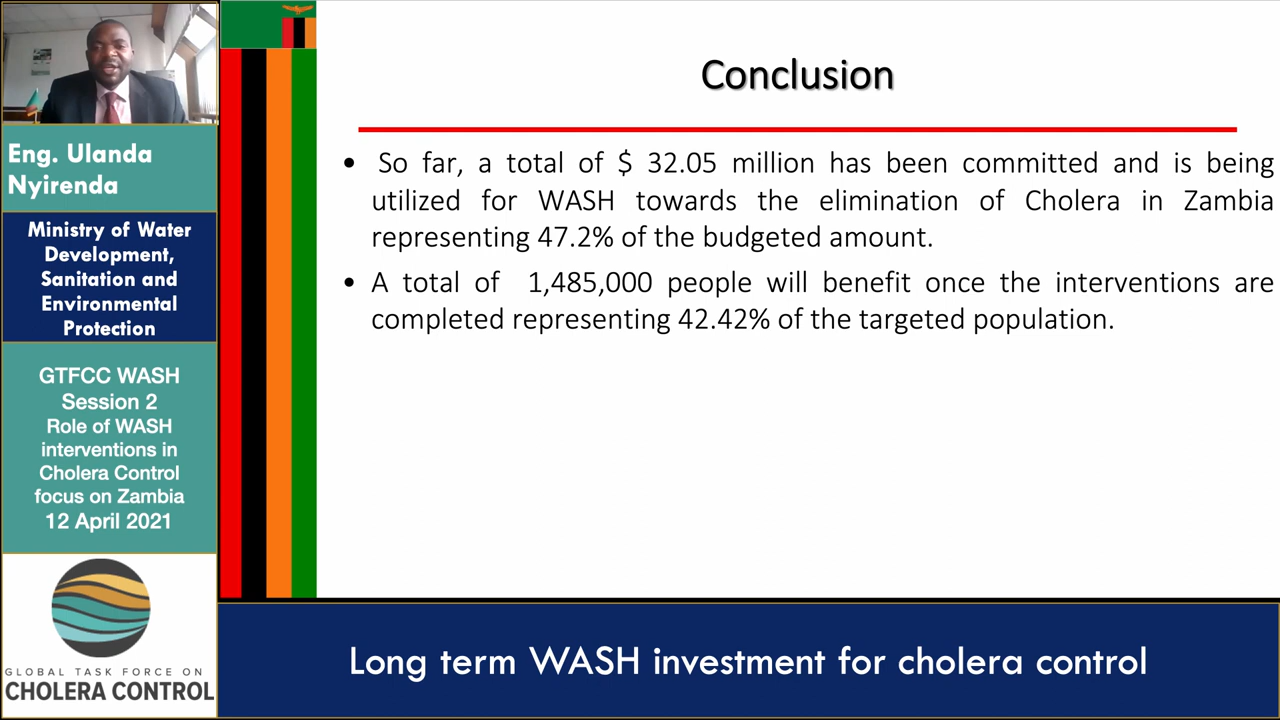 Eng. Ulanda
Nyirenda
Ministry of Water
Development,
Sanitation and
Environmental
Protection
GTFCC WASH
Session 2
Role of WASH
interventions in
Cholera Control
focus on Zambia
12 April 2021
GLOBAL TASK FORCE ON
CHOLERA CONTROL
Conclusion
• So far, a total of $ 32.05 million has been committed and is being
utilized for WASH towards the elimination of Cholera in Zambia
representing 47.2% of the budgeted amount.
• A total of 1,485,000 people will benefit once the interventions are
completed representing 42.42% of the targeted population.
Long term WASH investment for cholera control